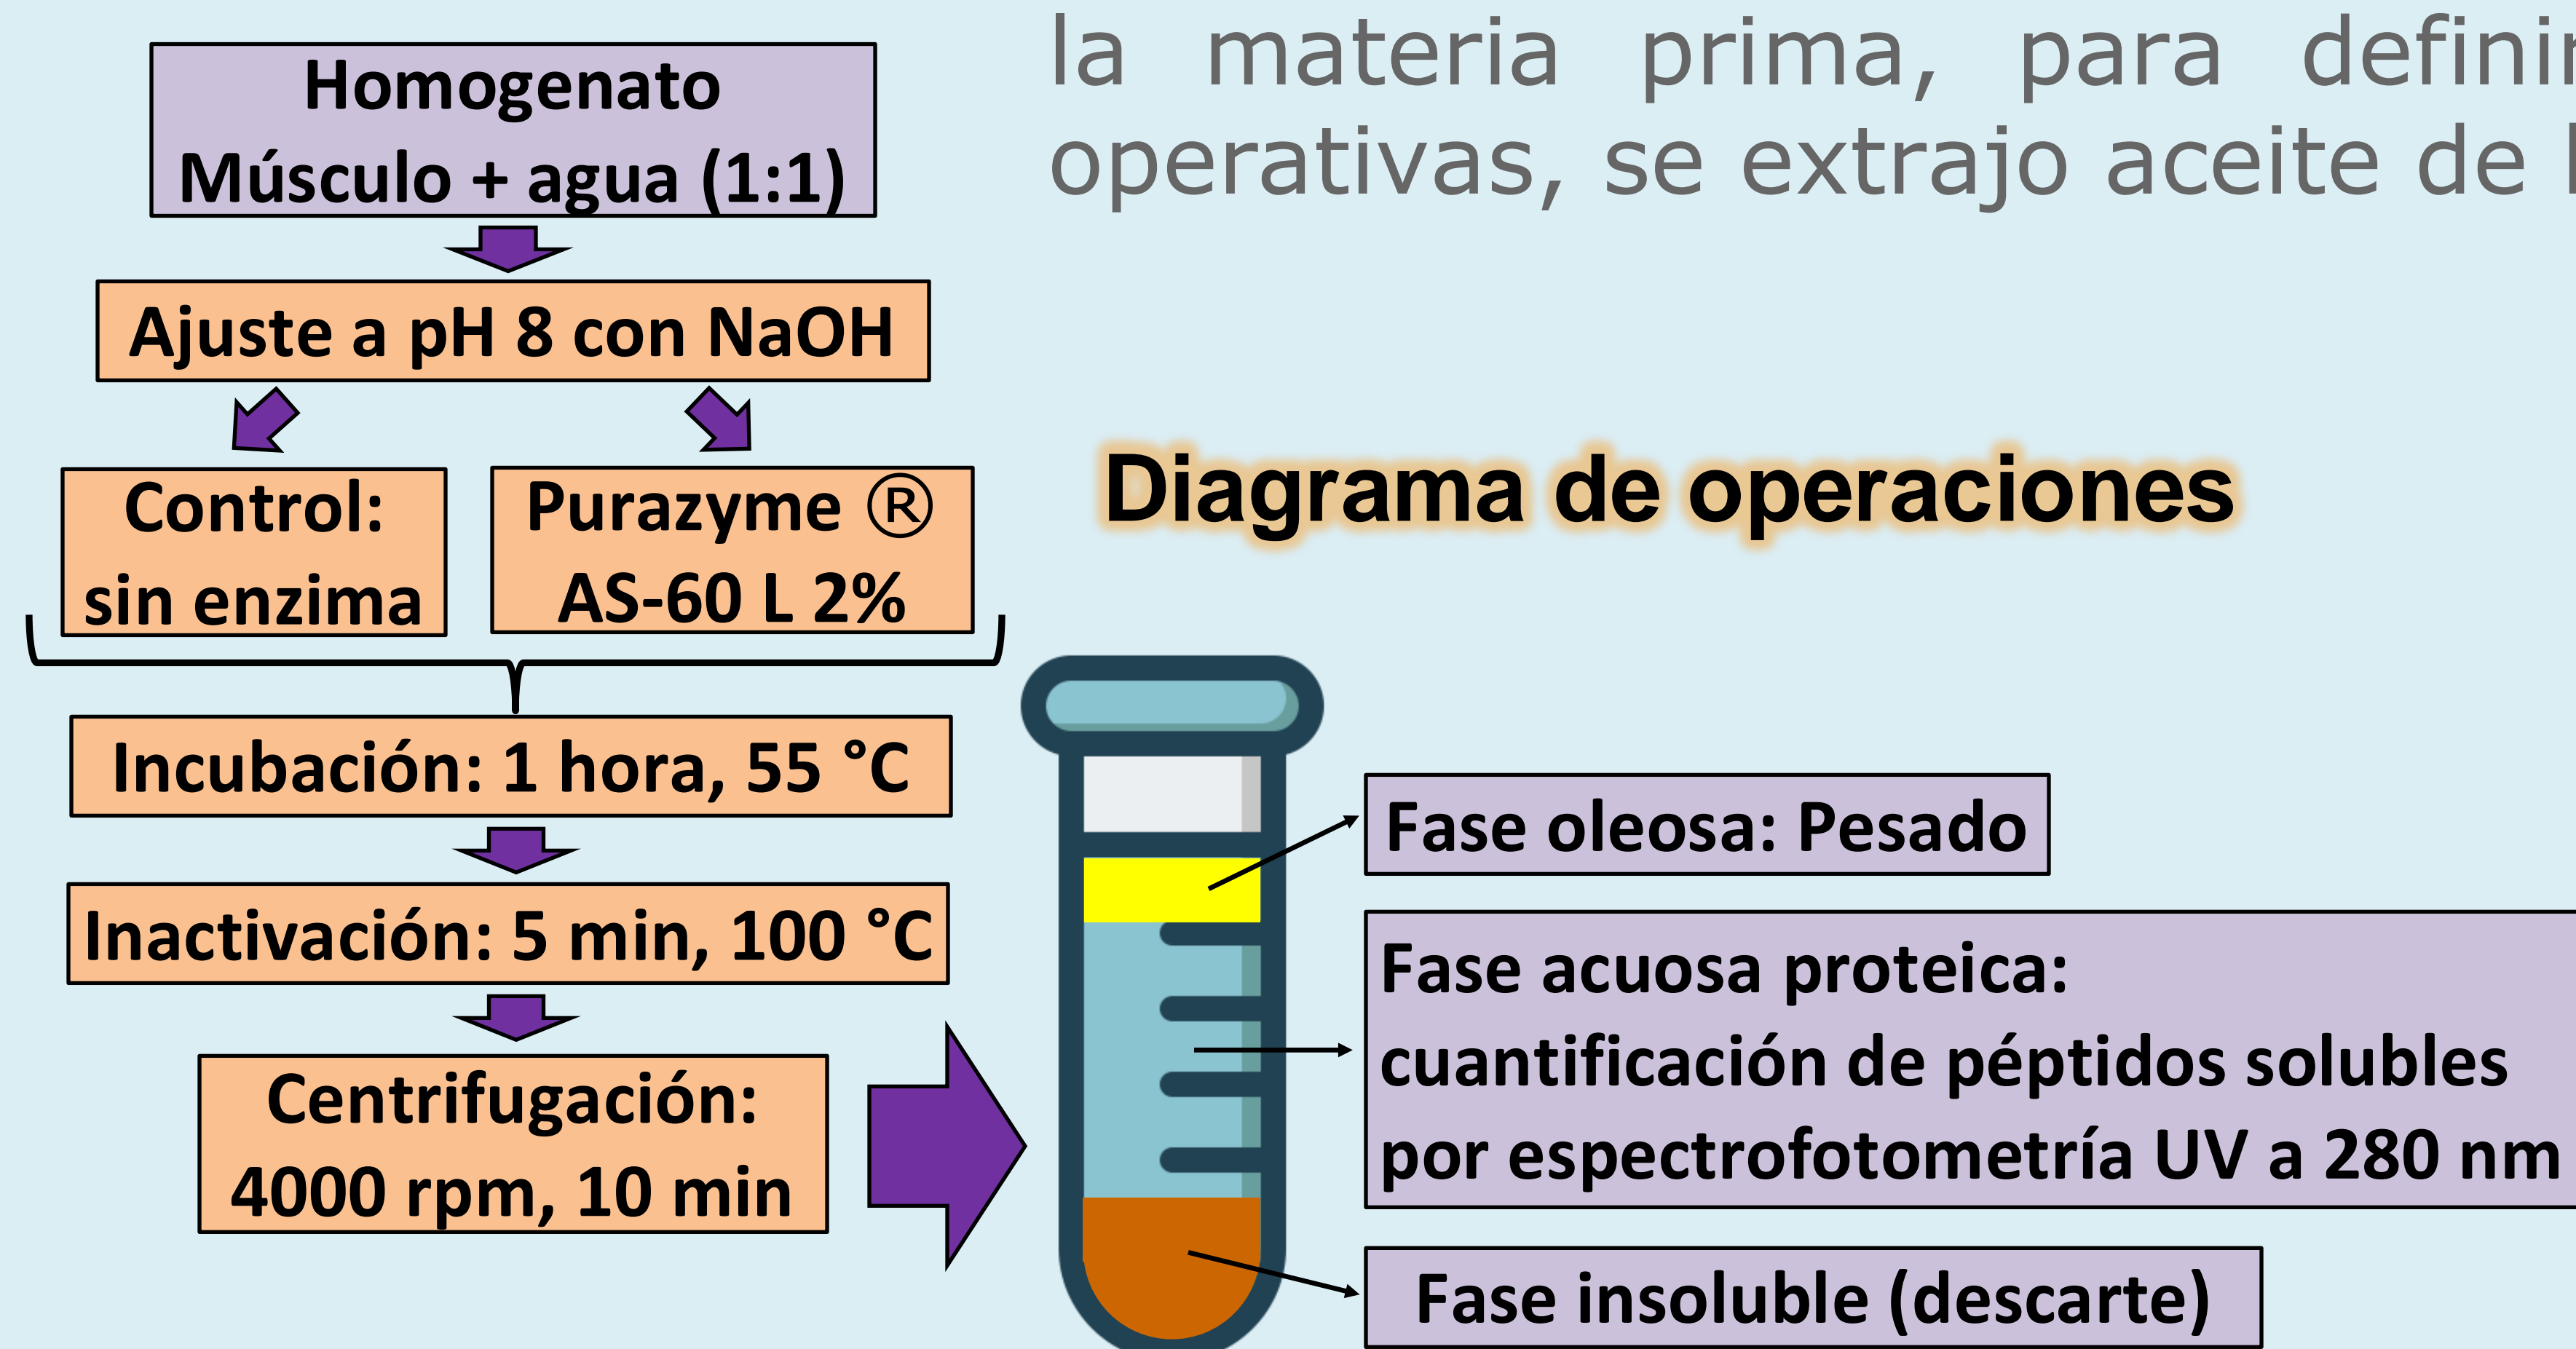 la materia prima, para definir
operativas, se extrajo aceite de
Homogenato
Músculo + agua (1:1)
Ajuste a pH 8 con NaOH
Control:
sin enzima
Purazyme ®
AS-60 L 2%
Incubación: 1 hora, 55 °C
Inactivación: 5 min, 100 °C
Centrifugación:
4000 rpm, 10 min
Diagrama de operaciones
Fase oleosa: Pesado
Fase acuosa proteica:
cuantificación de péptidos solubles
por espectrofotometría UV a 280 nm
Fase insoluble (descarte)